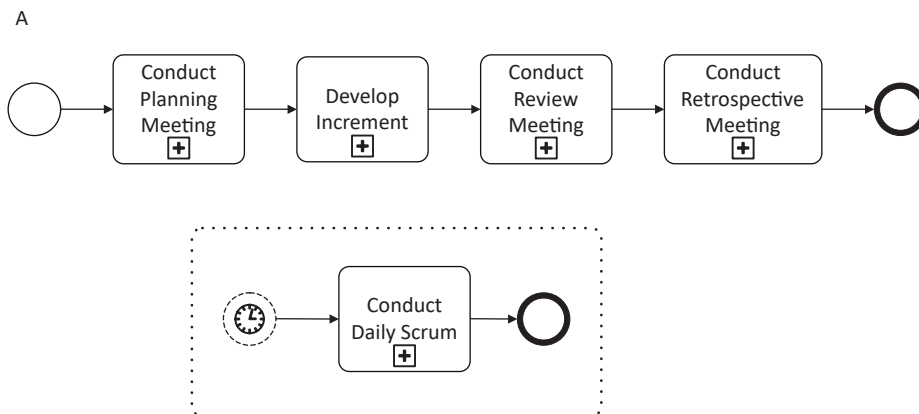 A
Conduct
Planning
Meeting
Develop
Increment
Conduct
Review
Meeting
Conduct
Retrospective
Meeting
Conduct
Daily Scrum